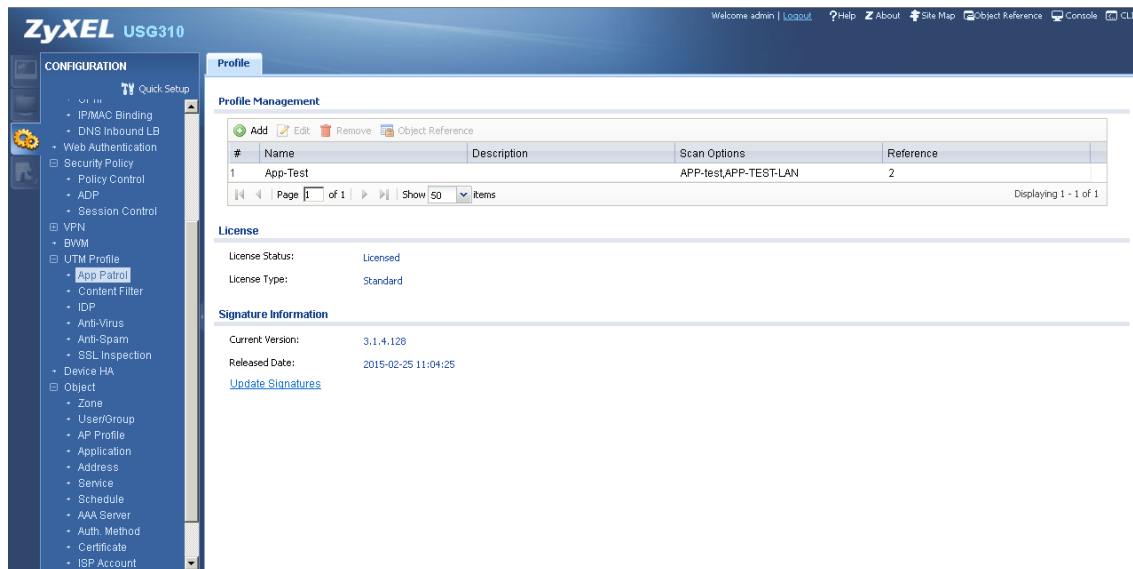 ZyXEL USG310
Welcome admin | Logout ?Help Z About Site Map Object Reference Console
CONFIGURATION
Quick Setup
IP/MAC Binding
DNS Inbound LB
Web Authentication
Security Policy
Policy Control
ADP
Session Control
VPN
BWM
UTM Profile
App Patrol
Content Filter
IDP
Anti-Virus
Anti-Spam
SSL Inspection
Device HA
Object
Zone
User/Group
AP Profile
Application
Address
Service
Schedule
AAA Server
Auth. Method
Certificate
ISP Account
Profile
Profile Management
Add Edit Remove Object Reference
# Name Description Scan Options Reference
1 App-Test APP-test,APP-TEST-LAN 2
Page 1 of 1 Show 50 items Displaying 1 - 1 of 1
License
License Status: Licensed
License Type: Standard
Signature Information
Current Version: 3.1.4.128
Released Date: 2015-02-25 11:04:25
Update Signatures